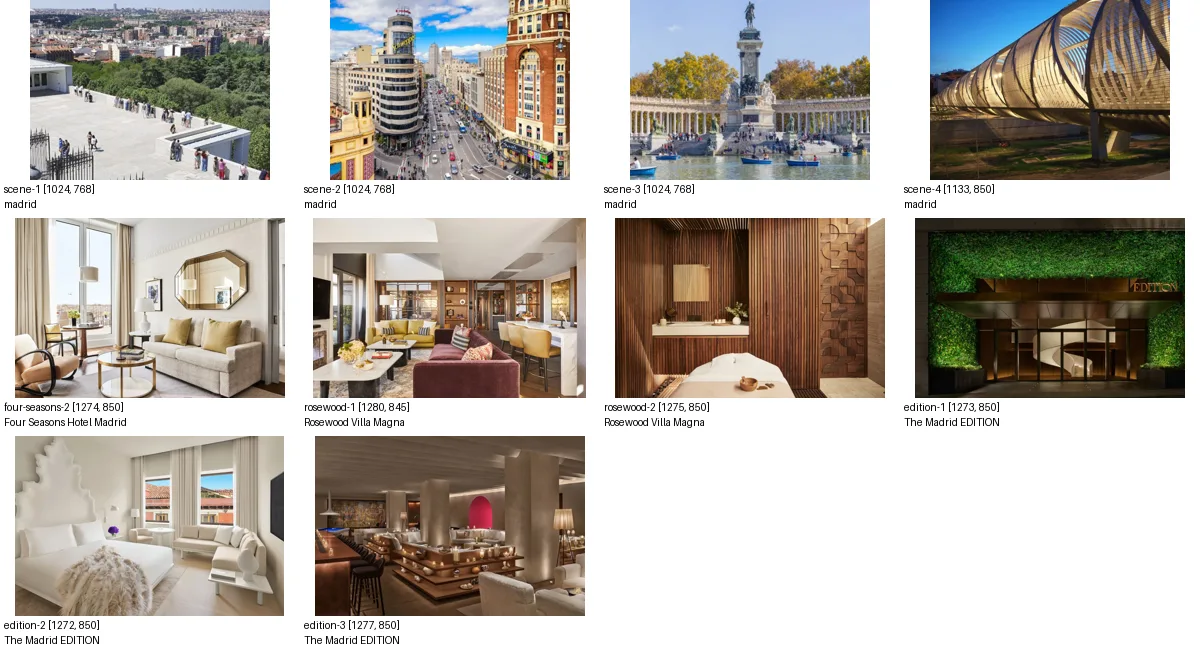 scene-1 [1024, 768]
madrid
scene-2 [1024, 768]
madrid
scene-3 [1024, 768]
madrid
scene-4 [1133, 850]
madrid
four-seasons-2 [1274, 850]
Four Seasons Hotel Madrid
rosewood-1 [1280, 845]
Rosewood Villa Magna
rosewood-2 [1275, 850]
Rosewood Villa Magna
EDITION
edition-1 [1273, 850]
The Madrid EDITION
edition-2 [1272, 850]
The Madrid EDITION
edition-3 [1277, 850]
The Madrid EDITION